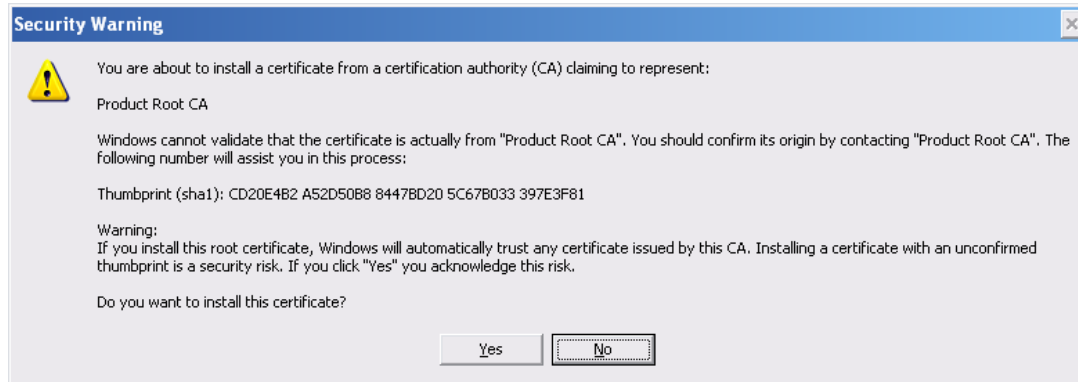 Security Warning
You are about to install a certificate from a certification authority (CA) claiming to represent:
Product Root CA
Windows cannot validate that the certificate is actually from "Product Root CA". You should confirm its origin by contacting "Product Root CA". The
following number will assist you in this process:
Thumbprint (sha1): CD20E4B2 A52D50B8 8447BD20 5C67B033 397E3F81
Warning:
If you install this root certificate, Windows will automatically trust any certificate issued by this CA. Installing a certificate with an unconfirmed
thumbprint is a security risk. If you click "Yes" you acknowledge this risk.
Do you want to install this certificate?
Yes No